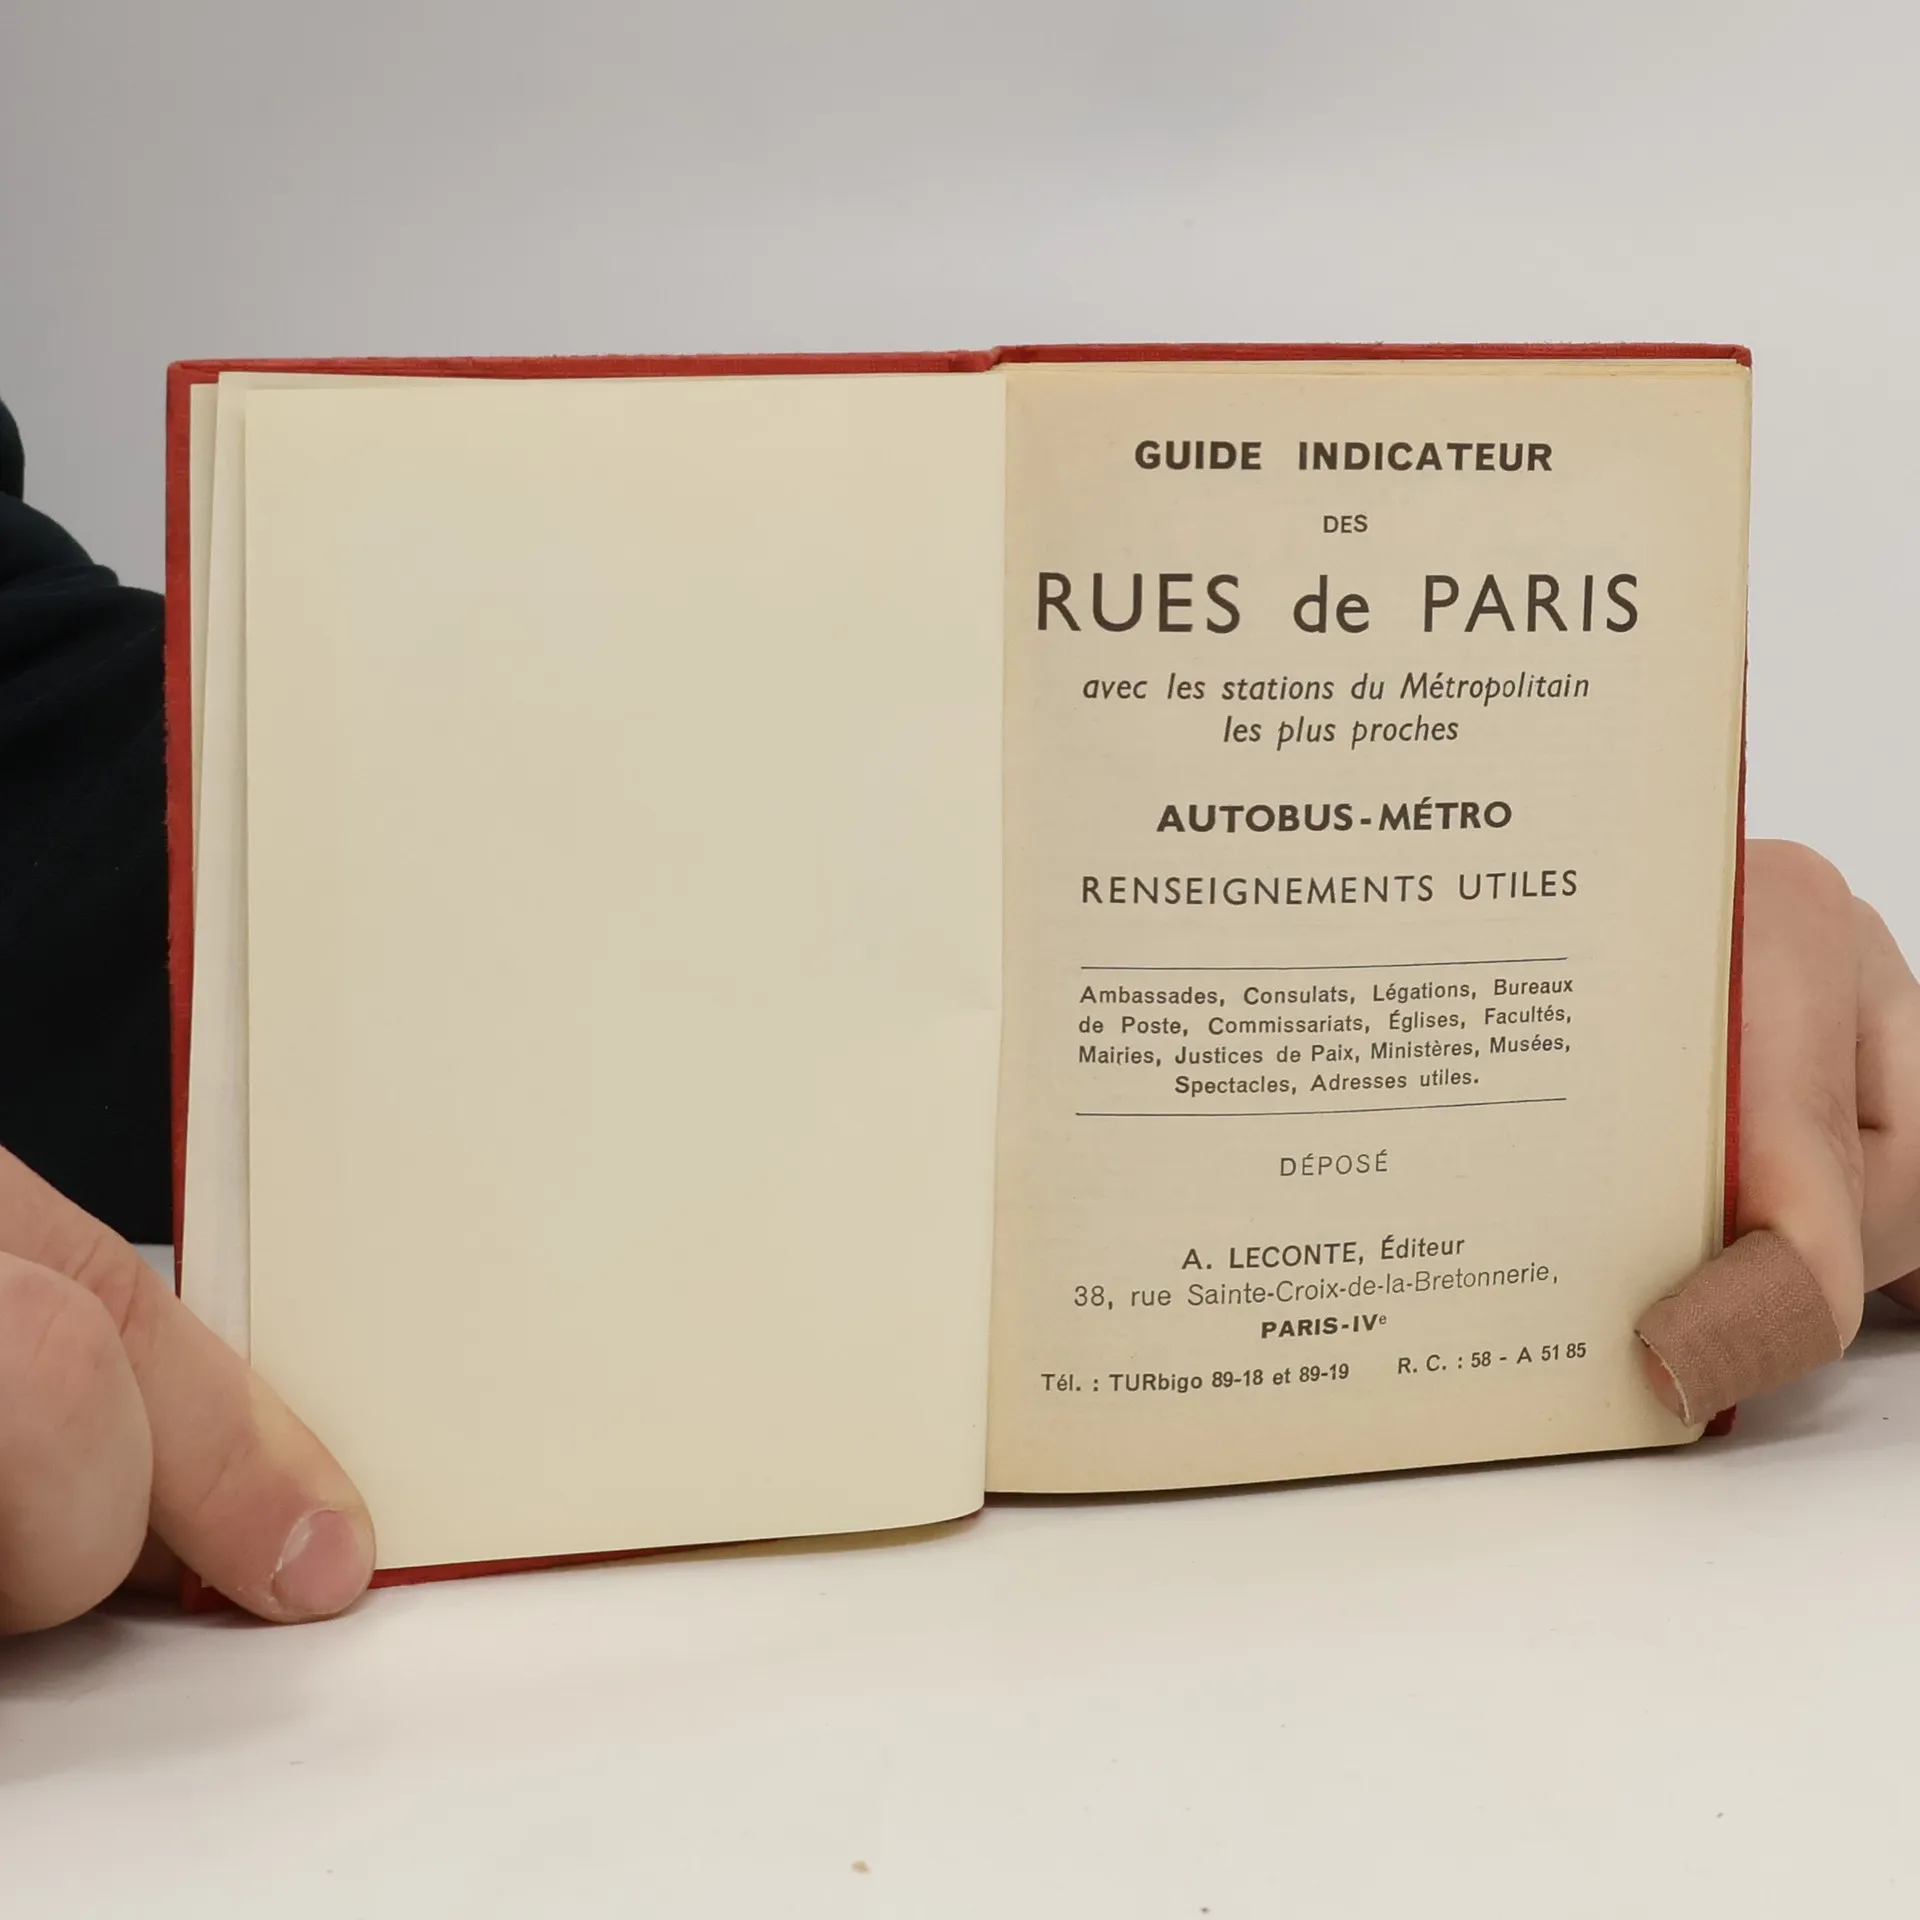 GUIDE INDICATEUR
DES
RUES de PARIS
avec les stations du Métropolitain
les plus proches
AUTOBUS-MÉTRO
RENSEIGNEMENTS UTILES
Ambassades, Consulats, Légations, Bureaux
de Poste, Commissariats, Églises, Facultés,
Mairies, Justices de Paix, Ministères, Musées,
Spectacles, Adresses utiles.
DÉPOSÉ
A. LECONTE, Éditeur
38, rue Sainte-Croix-de-la-Bretonnerie,
PARIS-IVe
Tél. : TURbigo 89-18 et 89-19 R. C. : 58 - A 51 85